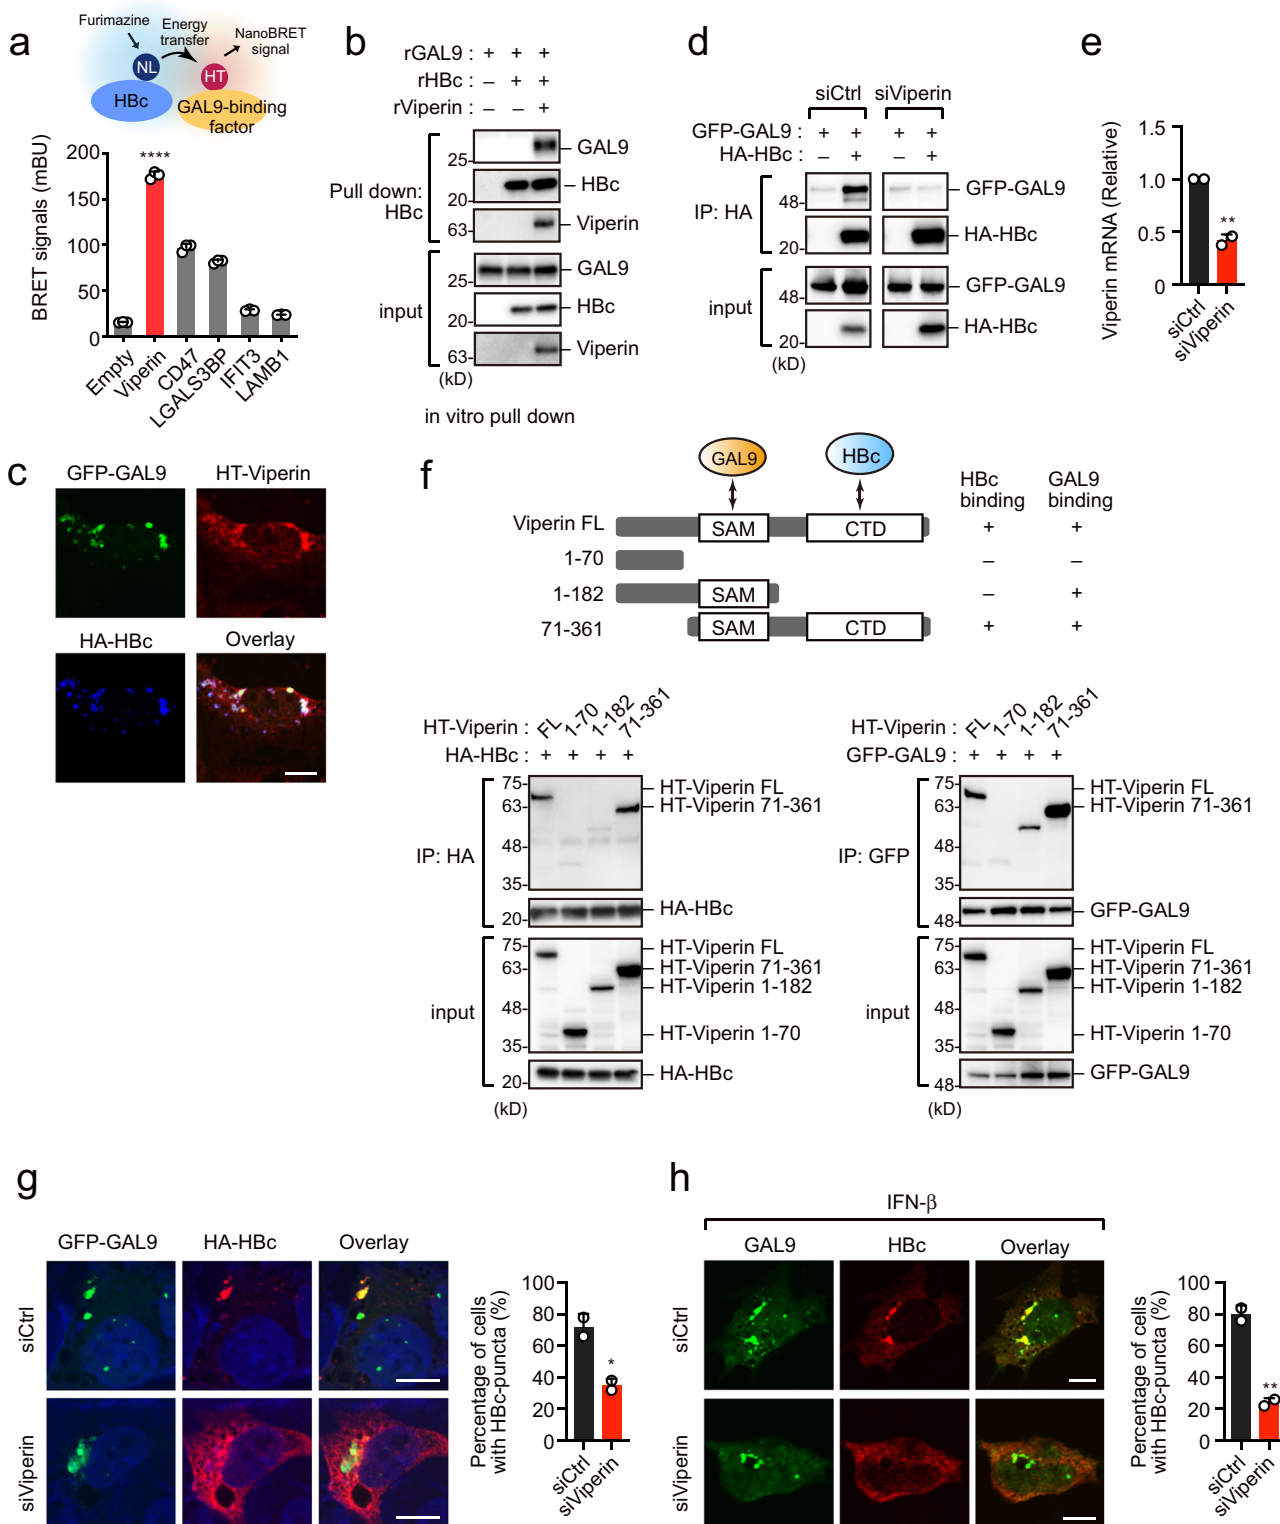 a
Furimazine
Energy
transfer
NanoBRET
signal
NL
HT
HBc
GAL9-binding
factor
BRET signals (mBU)
200
150
100
50
0
****
Empty
Viperin
CD47
LGALS3BP
IFIT3
LAMB1
b
rGAL9 : + + +
rHBc : – + +
rViperin : – – +
Pull down:
HBc
25-
GAL9
20-
HBc
63-
Viperin
input
25-
GAL9
20-
HBc
63-
Viperin
(kD)
in vitro pull down
c
GFP-GAL9
HT-Viperin
HA-HBc
Overlay
d
siCtrl siViperin
GFP-GAL9 : + + + +
HA-HBc : – + – +
IP: HA
48-
GFP-GAL9
20-
HA-HBc
input
48-
GFP-GAL9
20-
HA-HBc
(kD)
e
Viperin mRNA (Relative)
1.5
1.0
0.5
0
**
siCtrl
siViperin
f
GAL9
HBc
HBc
binding
GAL9
binding
Viperin FL SAM CTD + +
1-70 – –
1-182 SAM – +
71-361 SAM CTD + +
HT-Viperin : FL 1-70 1-182 71-361
HA-HBc : + + + +
IP: HA
75-
63-
48-
35-
HT-Viperin FL
HT-Viperin 71-361
20-
HA-HBc
input
75-
63-
48-
35-
HT-Viperin FL
HT-Viperin 71-361
HT-Viperin 1-182
HT-Viperin 1-70
20-
HA-HBc
(kD)
HT-Viperin : FL 1-70 1-182 71-361
GFP-GAL9 : + + + +
IP: GFP
75-
63-
48-
35-
HT-Viperin FL
HT-Viperin 71-361
48-
GFP-GAL9
input
75-
63-
48-
35-
HT-Viperin FL
HT-Viperin 71-361
HT-Viperin 1-182
HT-Viperin 1-70
48-
GFP-GAL9
(kD)
g
GFP-GAL9 HA-HBc Overlay
siCtrl
siViperin
Percentage of cells
with HBc-puncta (%)
100
80
60
40
20
0
*
siCtrl
siViperin
h
IFN-β
GAL9 HBc Overlay
siCtrl
siViperin
Percentage of cells
with HBc-puncta (%)
100
80
60
40
20
0
**
siCtrl
siViperin